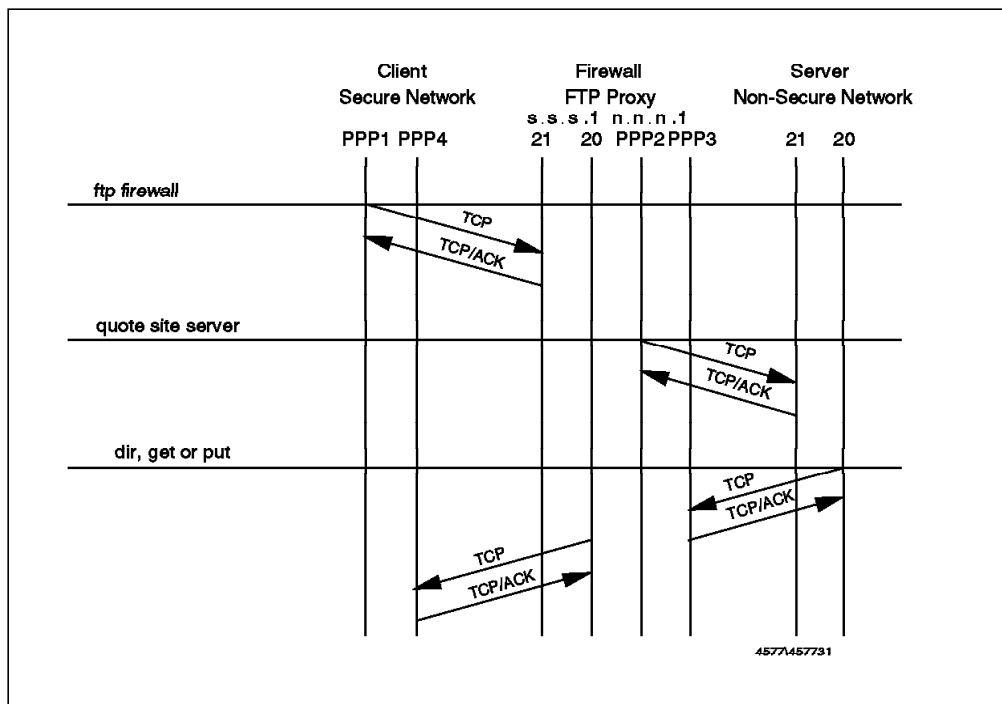 Client Firewall Server
Secure Network FTP Proxy Non-Secure Network
s.s.s.1 n.n.n.1
PPP1 PPP4 21 20 PPP2 PPP3 21 20
ftp firewall
TCP
TCP/ACK
quote site server
TCP
TCP/ACK
dir, get or put
TCP
TCP/ACK
TCP
TCP/ACK
4577\457731